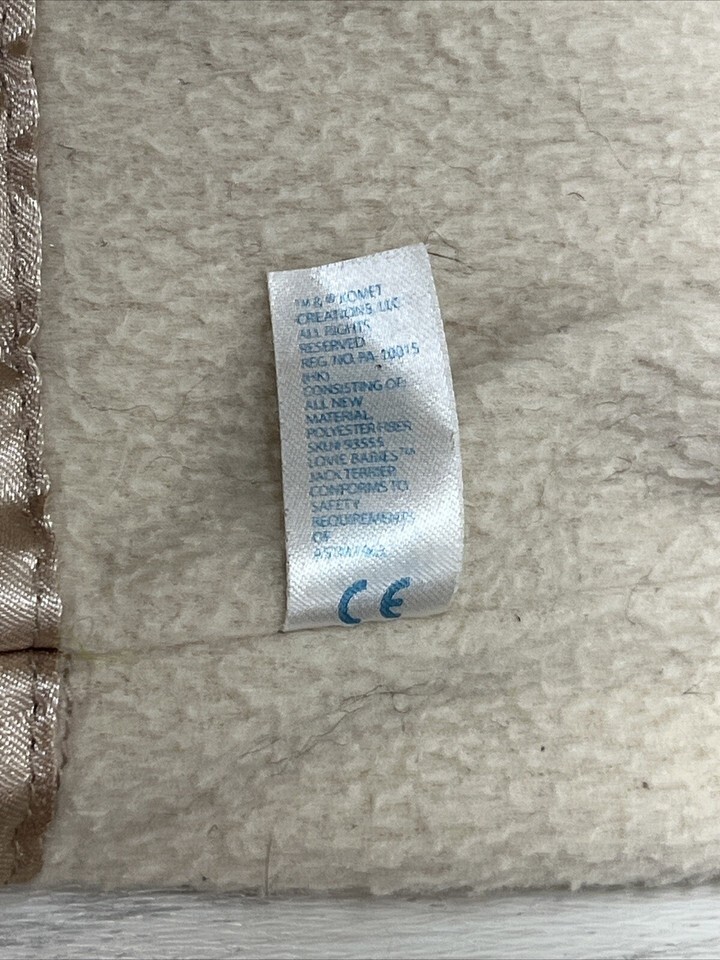 ™ & ® KOMET
CREATIONS, LLC
ALL RIGHTS
RESERVED
REG. NO. PA-10015
(HK)
CONSISTING OF:
ALL NEW
MATERIAL
POLYESTER FIBER
SKU# 93555
LOVIE BABIES™
JACK TERRIER
CONFORMS TO
SAFETY
REQUIREMENTS
OF
CE